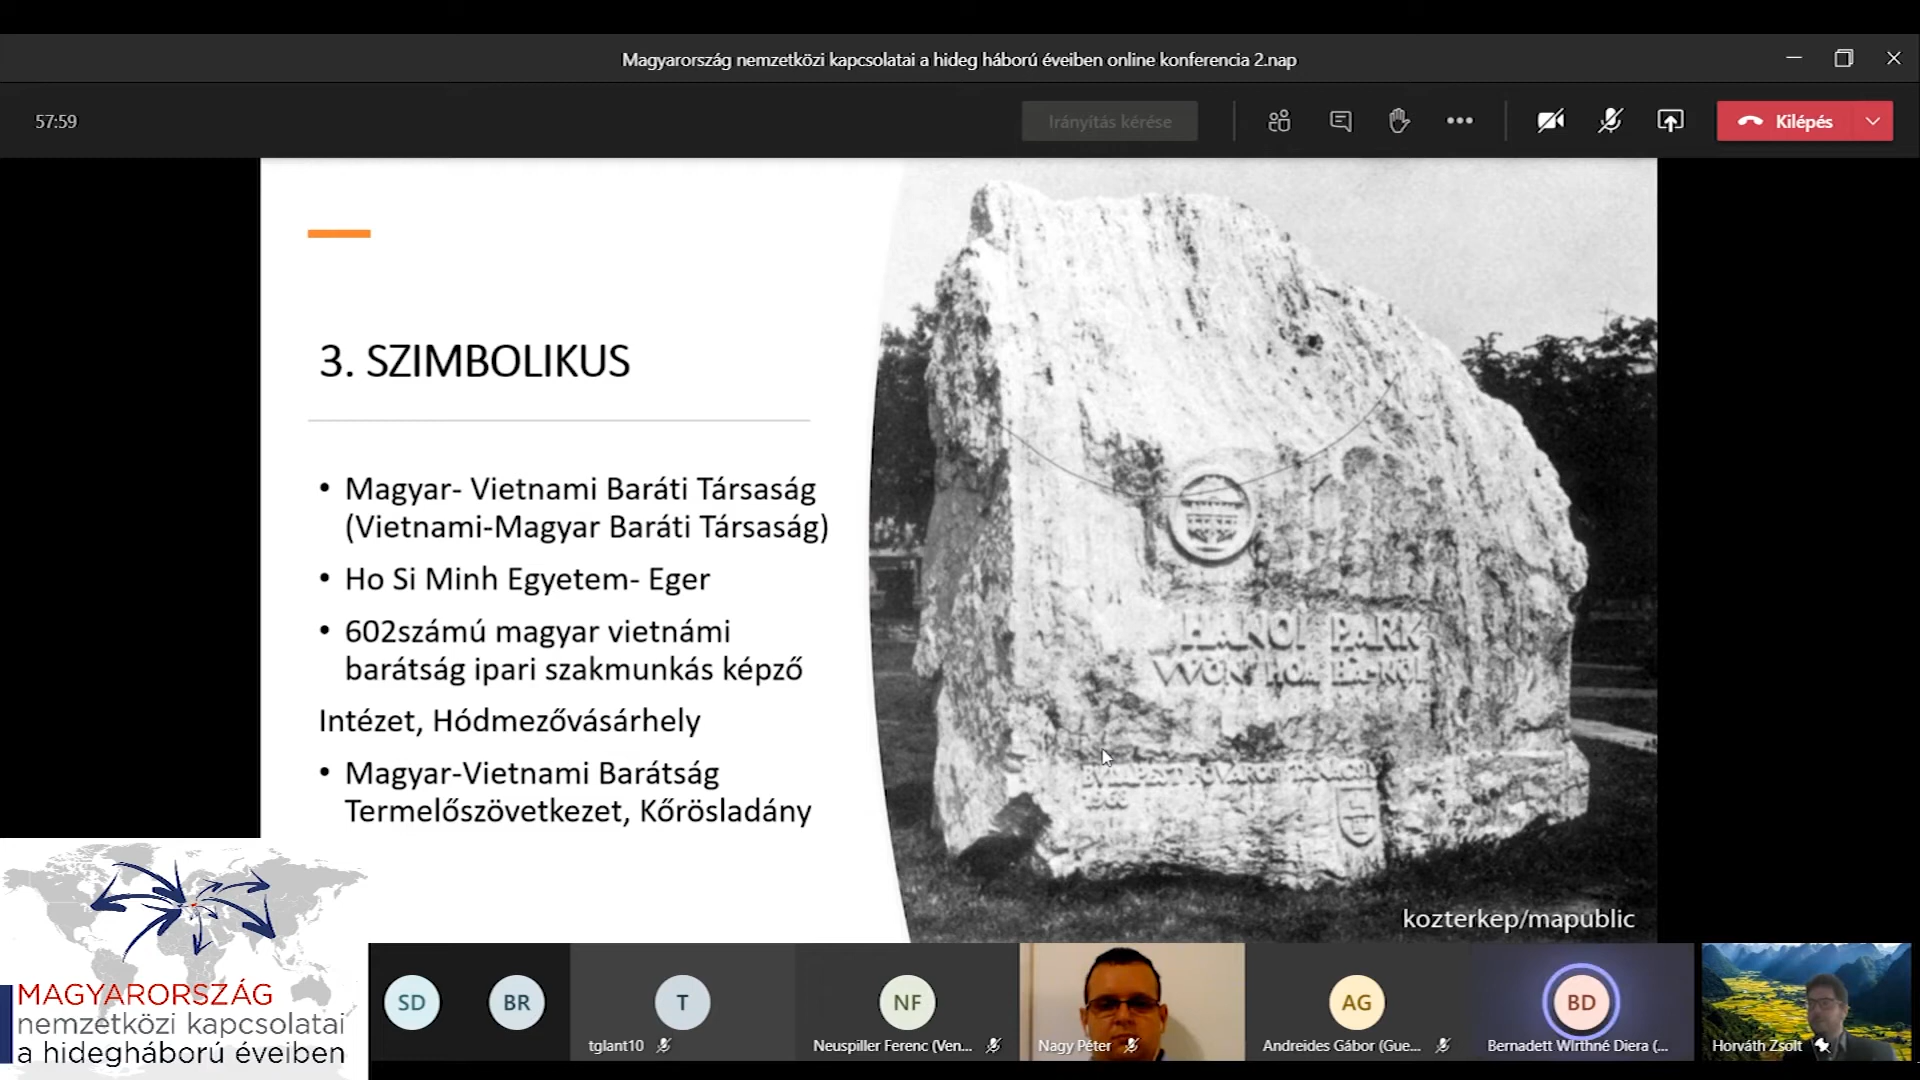 Magyarország nemzetközi kapcsolatai a hideg háború éveiben online konferencia 2.nap
57:59
Irányítás kérése
Kilépés
3. SZIMBOLIKUS
• Magyar- Vietnami Baráti Társaság
(Vietnami-Magyar Baráti Társaság)
• Ho Si Minh Egyetem- Eger
• 602számú magyar vietnámi
barátság ipari szakmunkás képző
Intézet, Hódmezővásárhely
• Magyar-Vietnami Barátság
Termelőszövetkezet, Kőrösladány
HANOI PARK
kozterkep/mapublic
MAGYARORSZÁG
nemzetközi kapcsolatai
a hidegháború éveiben
SD
BR
T
tglant10
NF
Neuspiller Ferenc (Ven...
Nagy Péter
AG
Andreides Gábor (Gue...
BD
Bernadett Wirthné Diera (...
Horváth Zsolt